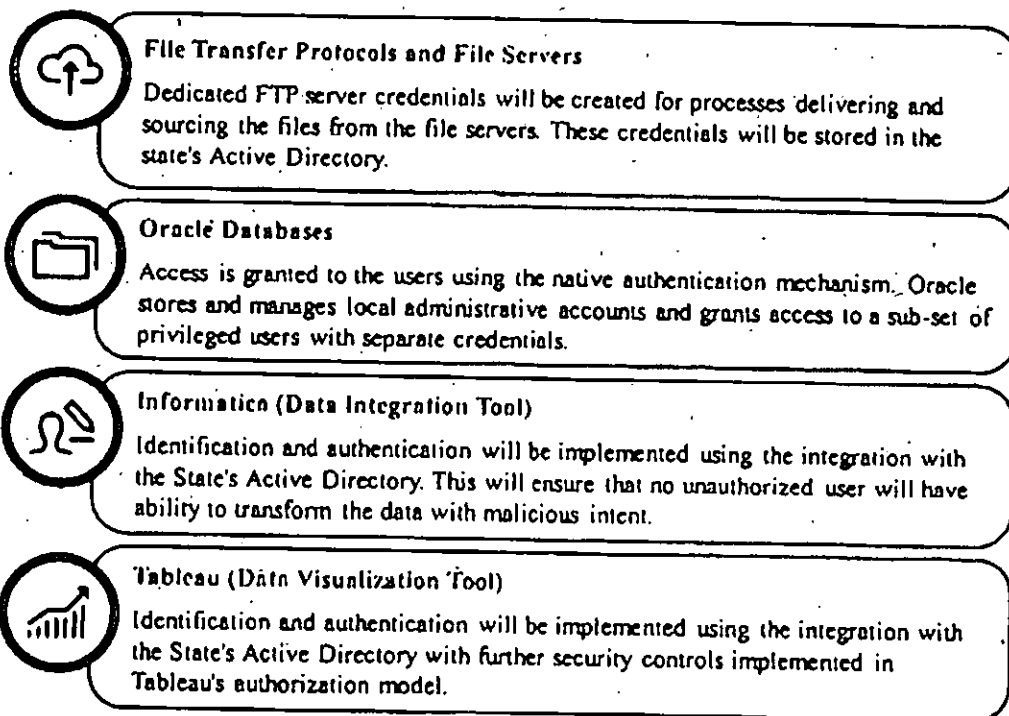 File Transfer Protocols and File Servers
Dedicated FTP server credentials will be created for processes delivering and
sourcing the files from the file servers. These credentials will be stored in the
state's Active Directory.
Oracle Databases
Access is granted to the users using the native authentication mechanism. Oracle
stores and manages local administrative accounts and grants access to a sub-set of
privileged users with separate credentials.
Informatica (Data Integration Tool)
Identification and authentication will be implemented using the integration with
the State's Active Directory. This will ensure that no unauthorized user will have
ability to transform the data with malicious intent.
Tableau (Data Visualization Tool)
Identification and authentication will be implemented using the integration with
the State's Active Directory with further security controls implemented in
Tableau's authorization model.